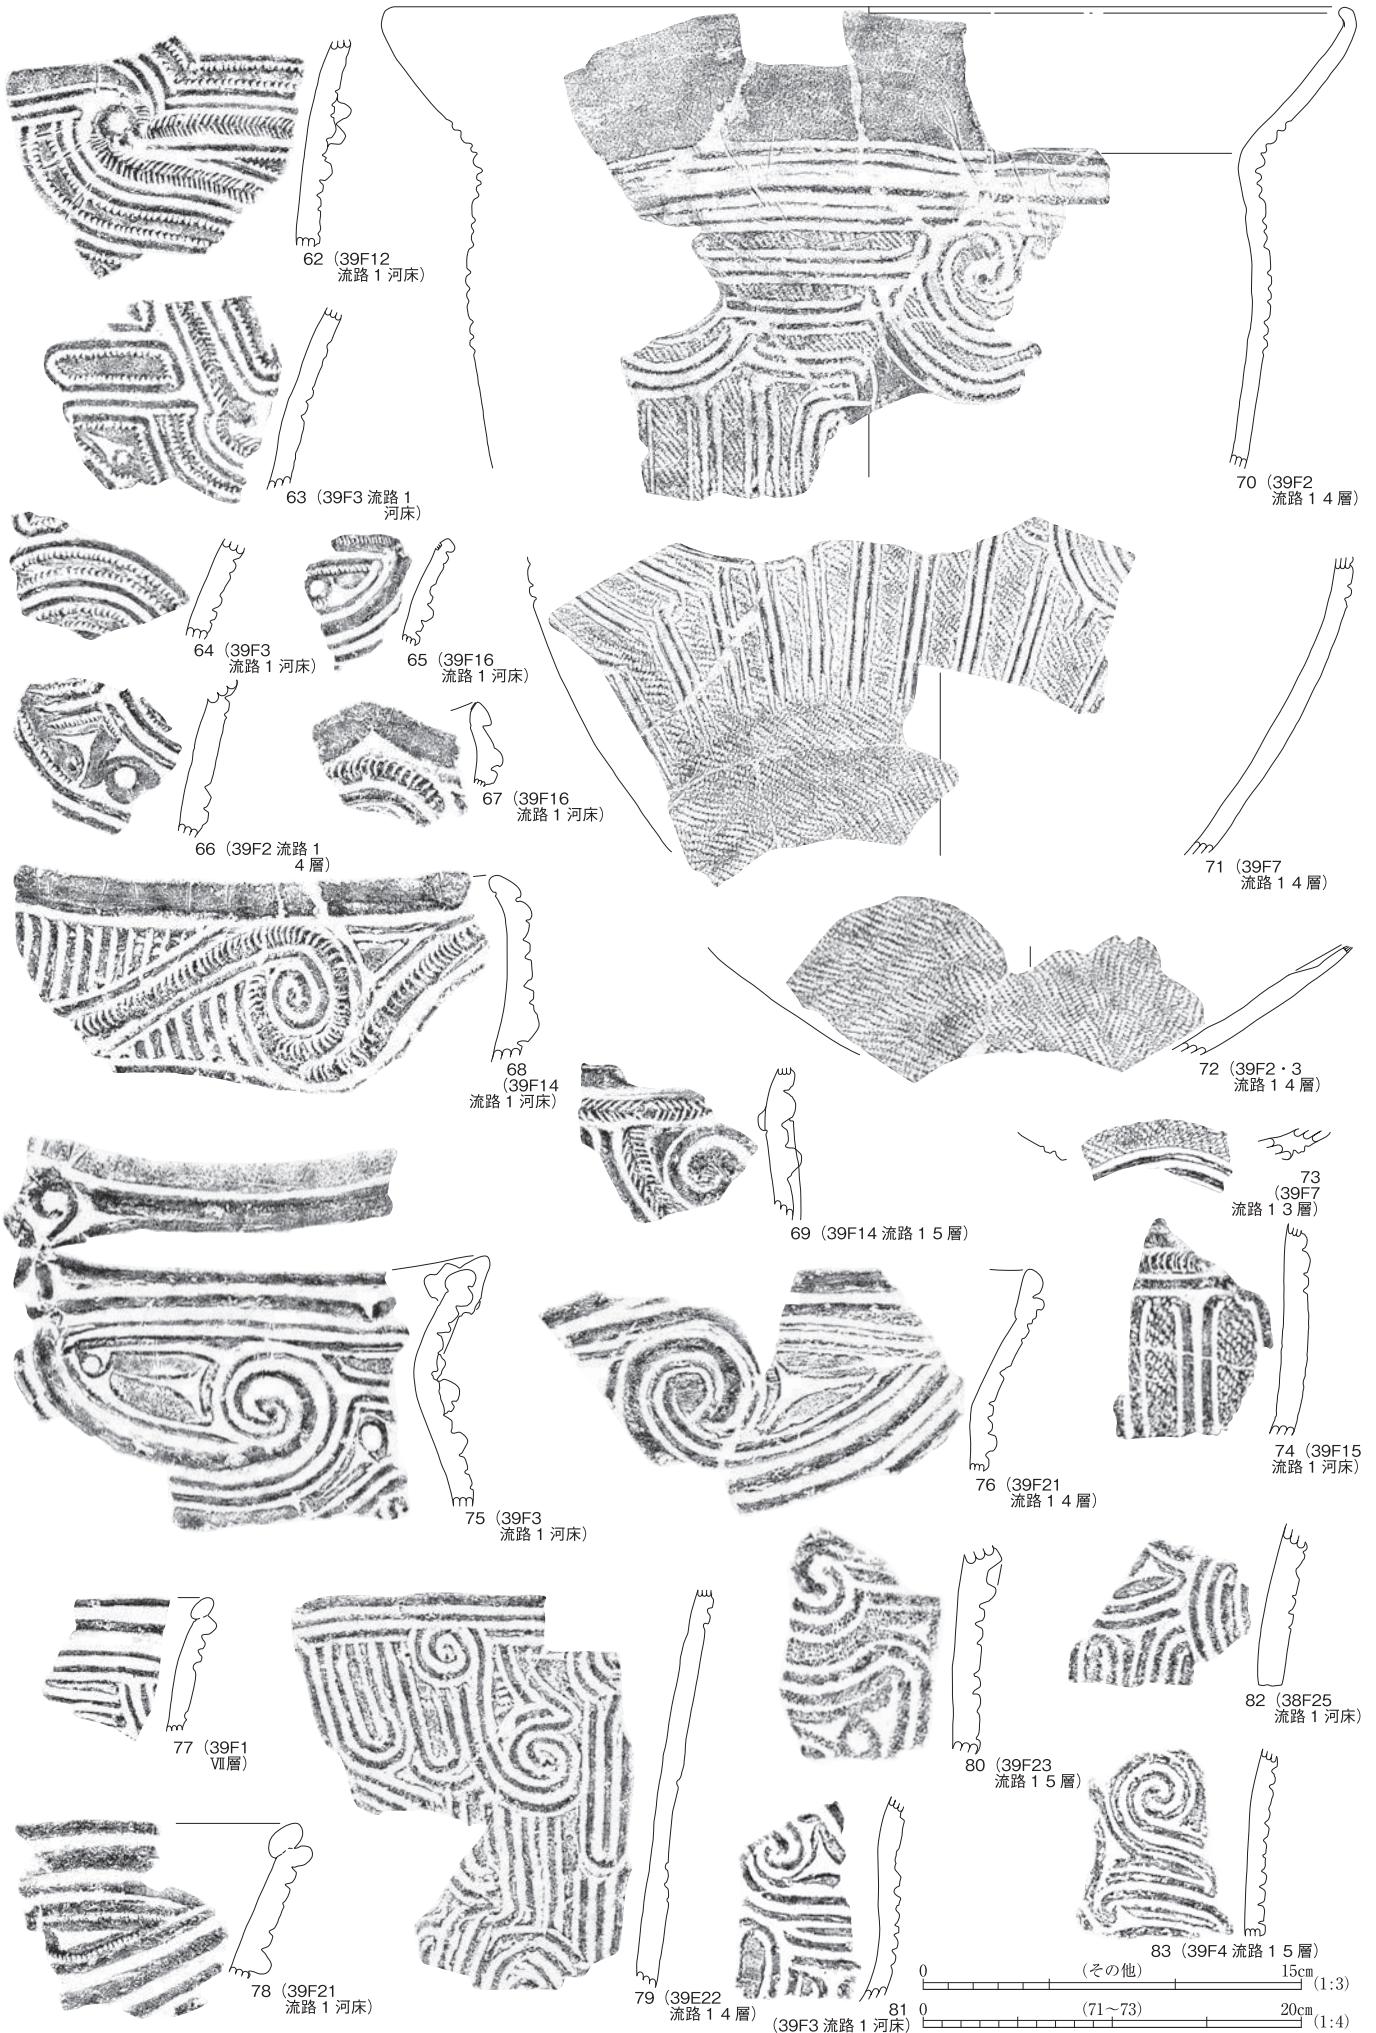 62（39F12
流路１河床）
63（39F3 流路１
河床）
70（39F2
流路１４層）
64（39F3
流路１河床）
65（39F16
流路１河床）
66（39F2 流路１
４層）
67（39F16
流路１河床）
71（39F7
流路１４層）
68
（39F14
流路１河床）
72（39F2・3
流路１４層）
69（39F14 流路１５層）
73
（39F7
流路１３層）
74（39F15
流路１河床）
75（39F3
流路１河床）
76（39F21
流路１４層）
77（39F1
Ⅶ層）
78（39F21
流路１河床）
79（39E22
流路１４層）
80（39F23
流路１５層）
81
（39F3 流路１河床）
82（38F25
流路１河床）
83（39F4 流路１５層）
0 （その他） 15cm （1:3）
0 （71～73） 20cm （1:4）